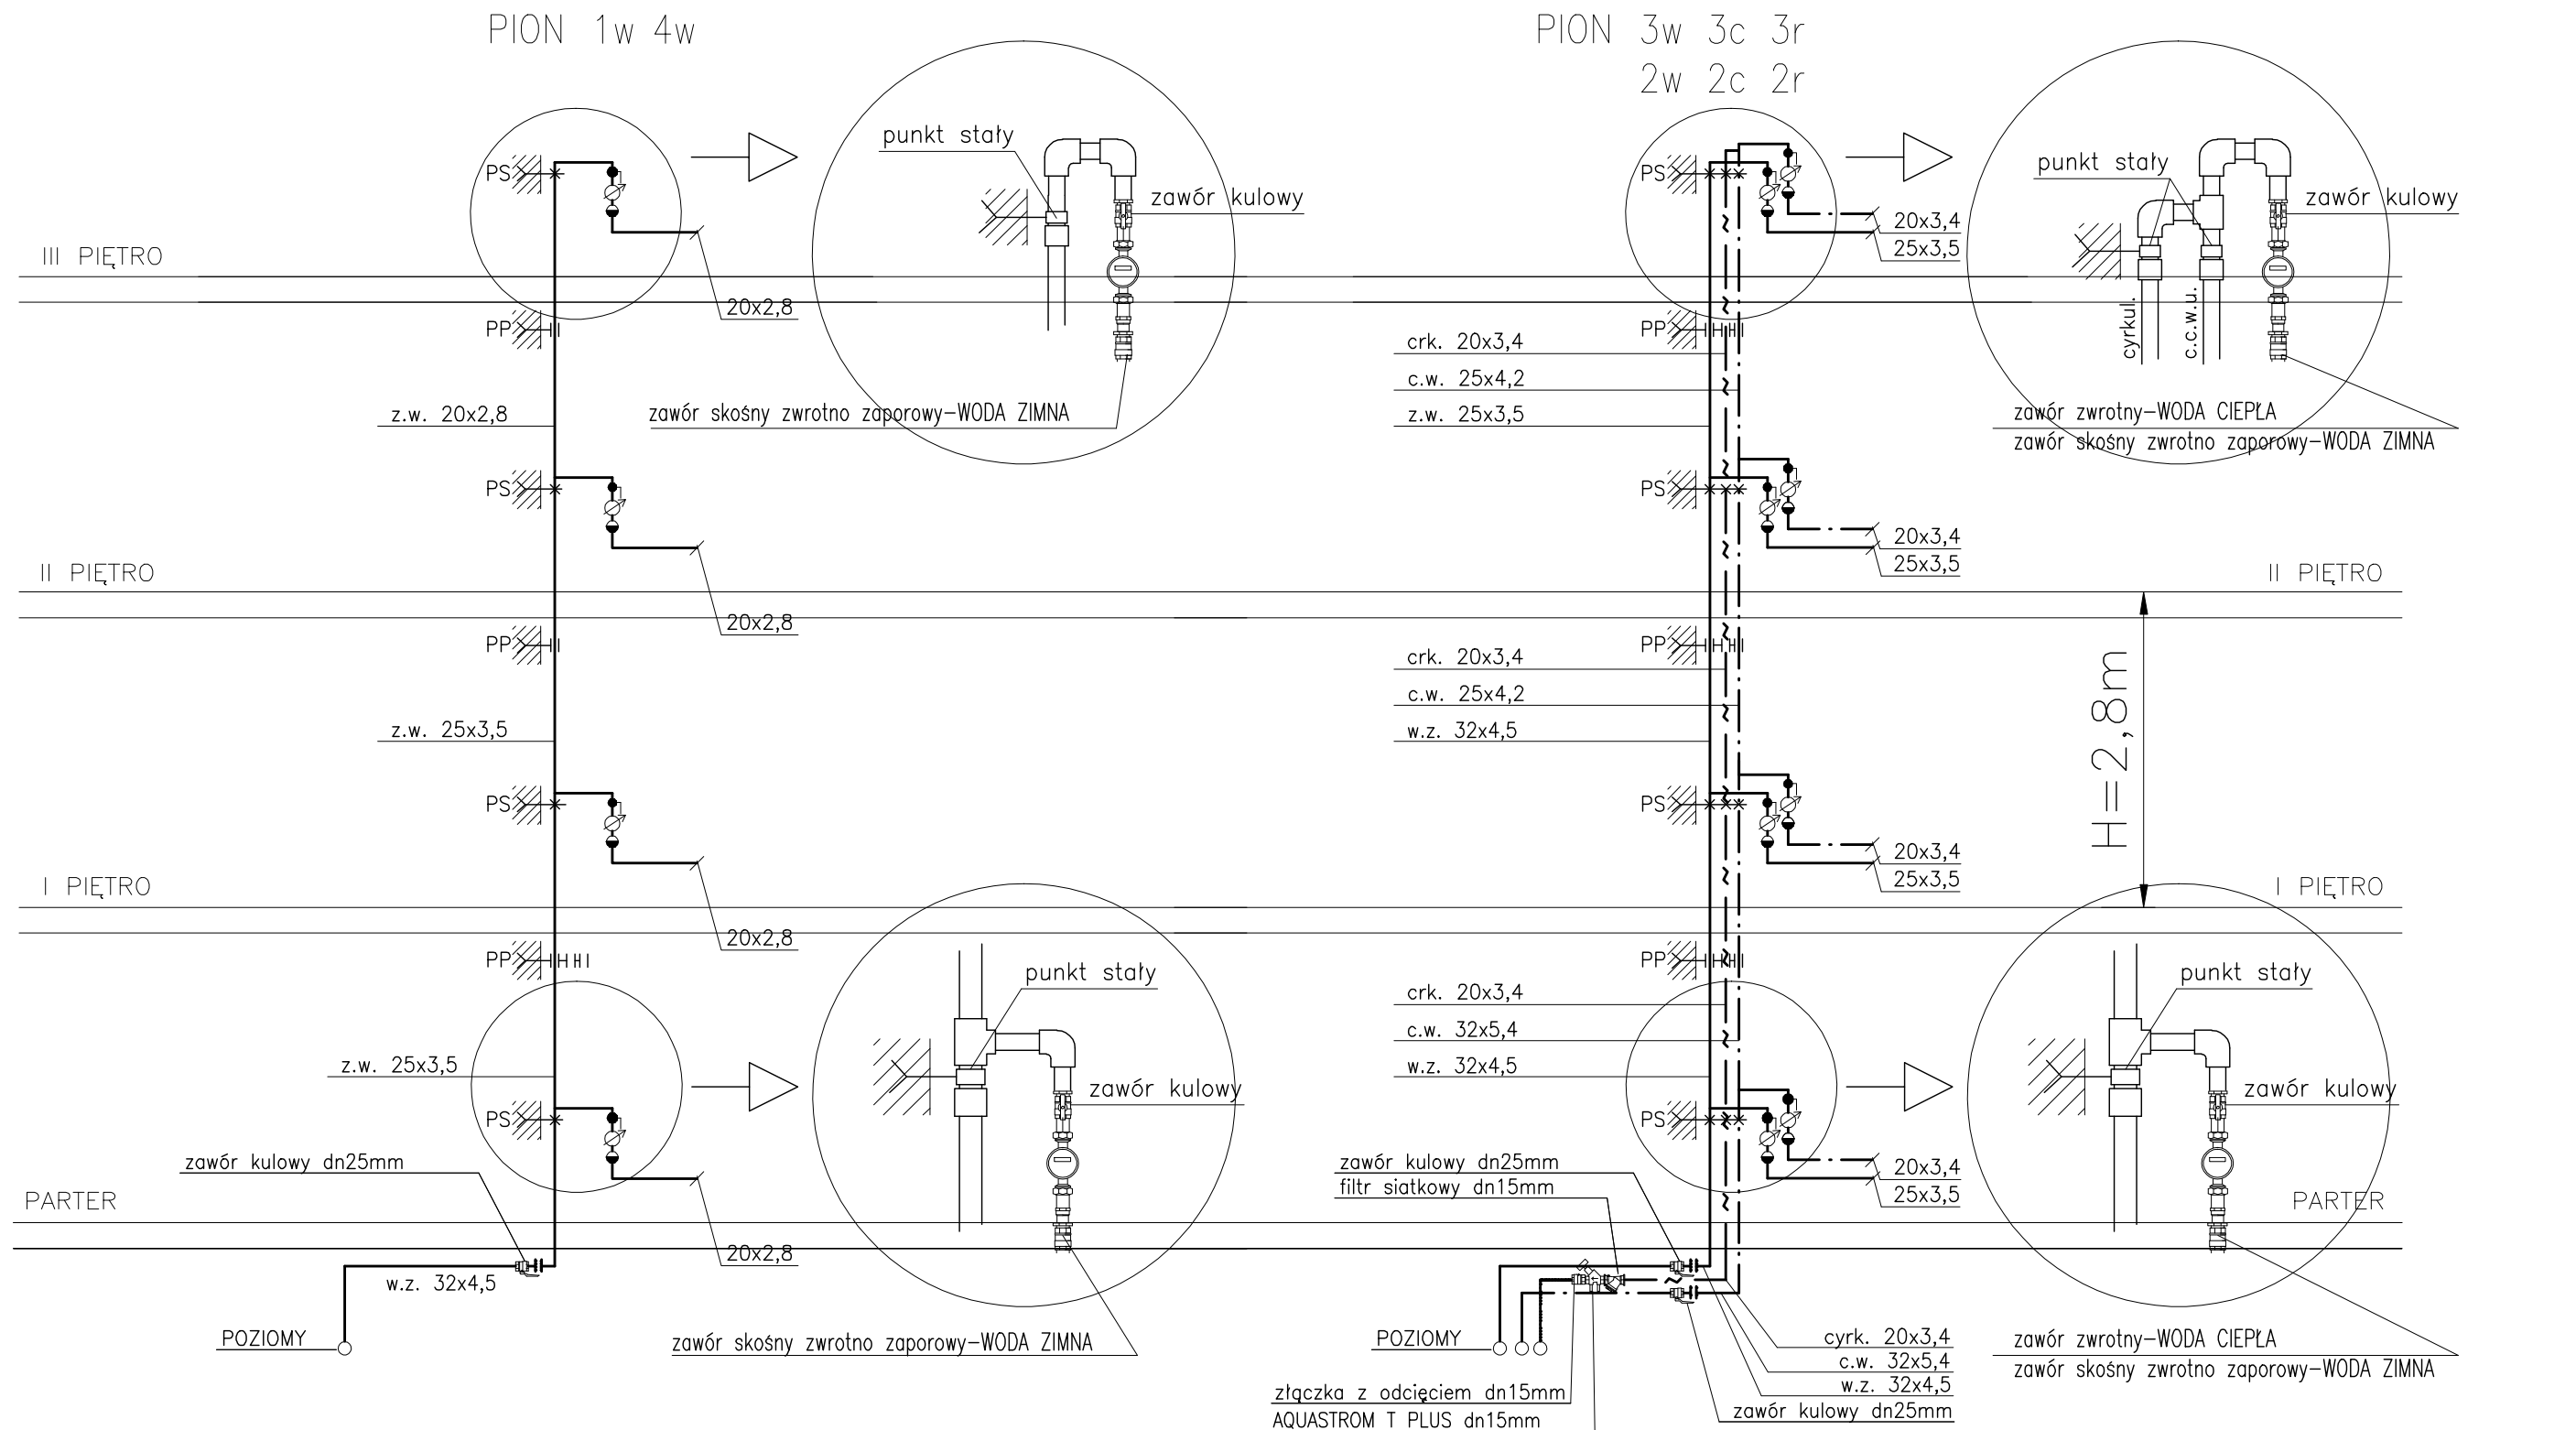 PION 1w 4w
PION 3w 3c 3r
2w 2c 2r
punkt stały
punkt stały
PS
PS
zawór kulowy
zawór kulowy
20x3,4
25x3,5
III PIĘTRO
20x2,8
PP
PP
cyrkul.
c.c.w.u.
crk. 20x3,4
c.w. 25x4,2
z.w. 25x3,5
z.w. 20x2,8
zawór skośny zwrotno zaporowy-WODA ZIMNA
zawór zwrotny-WODA CIEPŁA
zawór skośny zwrotno zaporowy-WODA ZIMNA
PS
PS
20x3,4
25x3,5
II PIĘTRO
II PIĘTRO
20x2,8
PP
PP
crk. 20x3,4
c.w. 25x4,2
w.z. 32x4,5
z.w. 25x3,5
H=2,8m
PS
PS
20x3,4
25x3,5
I PIĘTRO
I PIĘTRO
20x2,8
PP
PP
punkt stały
punkt stały
crk. 20x3,4
c.w. 32x5,4
w.z. 32x4,5
z.w. 25x3,5
zawór kulowy
zawór kulowy
PS
PS
zawór kulowy dn25mm
zawór kulowy dn25mm
filtr siatkowy dn15mm
20x3,4
25x3,5
PARTER
PARTER
20x2,8
w.z. 32x4,5
POZIOMY
POZIOMY
zawór skośny zwrotno zaporowy-WODA ZIMNA
cyrk. 20x3,4
c.w. 32x5,4
w.z. 32x4,5
zawór kulowy dn25mm
zawór zwrotny-WODA CIEPŁA
zawór skośny zwrotno zaporowy-WODA ZIMNA
złączka z odcięciem dn15mm
AQUASTROM T PLUS dn15mm